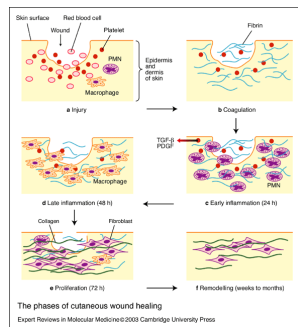 Skin surface
Red blood cell
Wound
Platelet
PMN
Macrophage
Epidermis and
dermis of skin
Fibrin
a Injury
b Coagulation
TGF-β
PDGF
Macrophage
PMN
d Late inflammation (48 h)
c Early inflammation (24 h)
Collagen
Fibroblast
e Proliferation (72 h)
f Remodelling (weeks to months)
The phases of cutaneous wound healing
Expert Reviews in Molecular Medicine©2003 Cambridge University Press